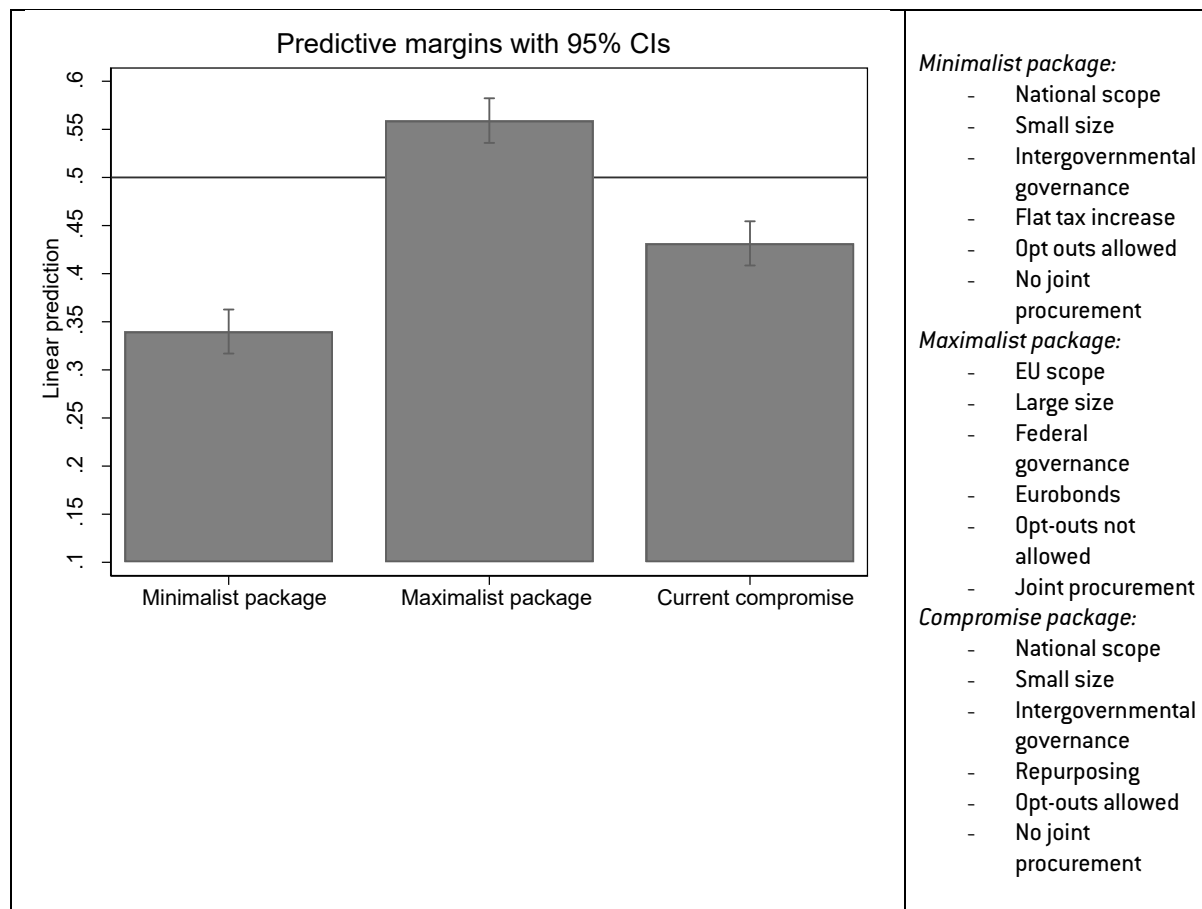 Predictive margins with 95% CIs
Linear prediction
.6
.55
.5
.45
.4
.35
.3
.25
.2
.15
.1
Minimalist package
Maximalist package
Current compromise
Minimalist package:
- National scope
- Small size
- Intergovernmental
governance
- Flat tax increase
- Opt outs allowed
- No joint
procurement
Maximalist package:
- EU scope
- Large size
- Federal
governance
- Eurobonds
- Opt-outs not
allowed
- Joint procurement
Compromise package:
- National scope
- Small size
- Intergovernmental
governance
- Repurposing
- Opt-outs allowed
- No joint
procurement